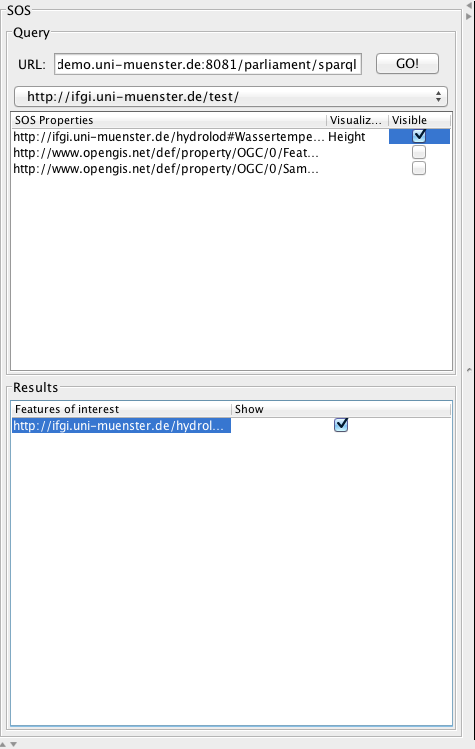 SOS
Query
URL: demo.uni-muenster.de:8081/parliament/sparql GO!
http://ifgi.uni-muenster.de/test/
SOS Properties Visualiz... Visible
http://ifgi.uni-muenster.de/hydrolod#Wassertempe... Height
http://www.opengis.net/def/property/OGC/0/Feat...
http://www.opengis.net/def/property/OGC/0/Sam...
Results
Features of interest Show
http://ifgi.uni-muenster.de/hydrol...